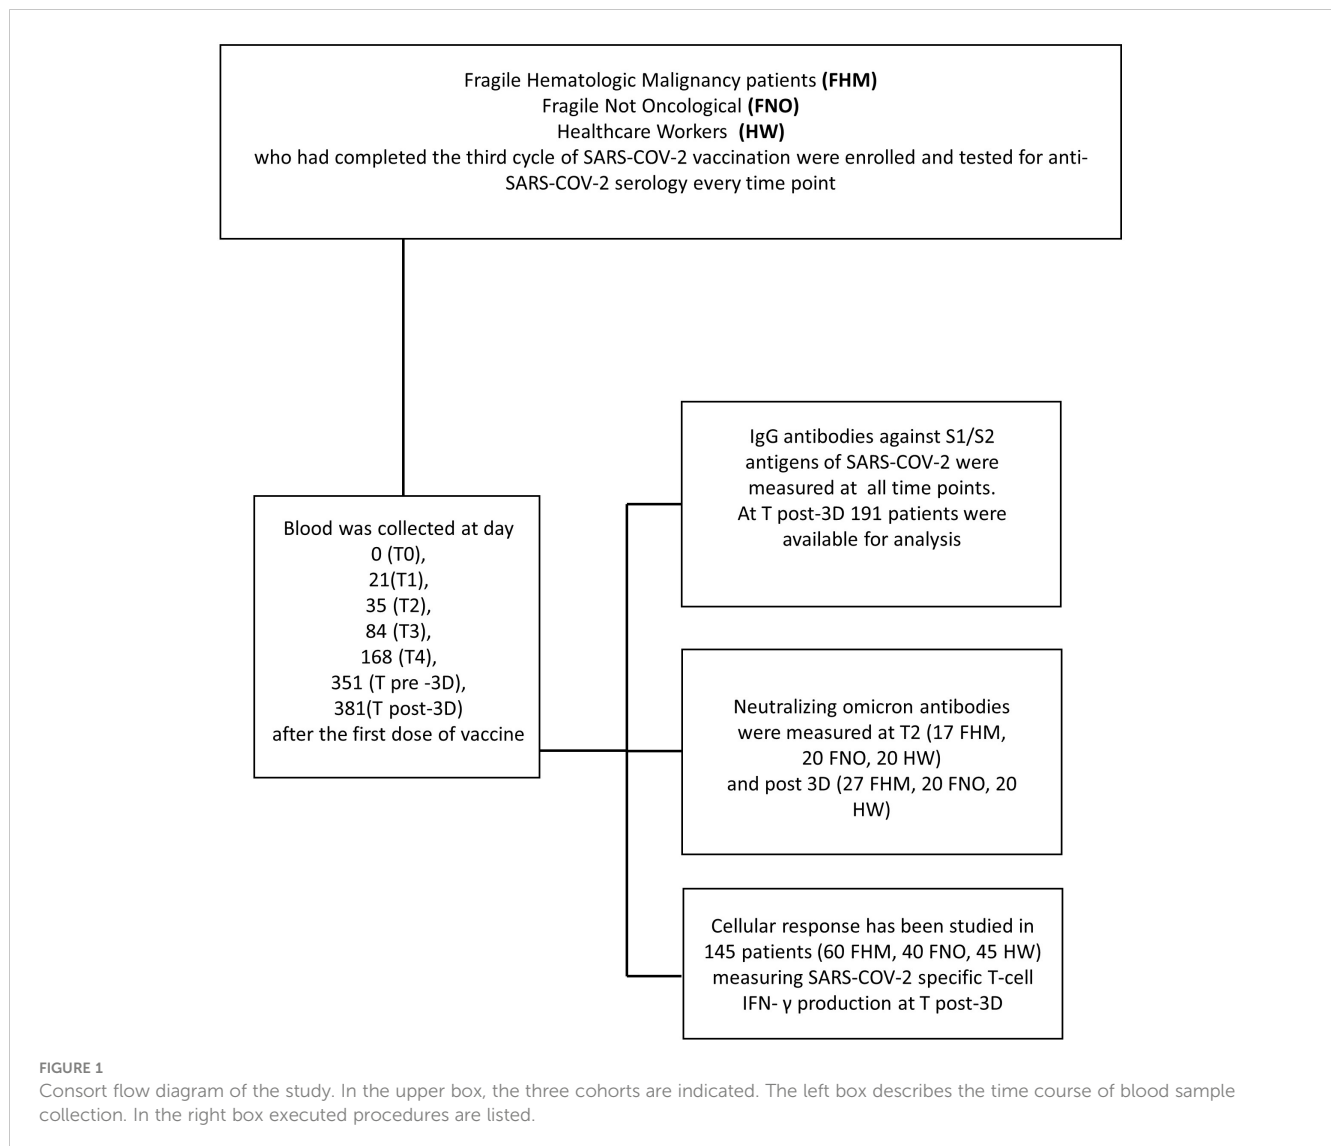 Fragile Hematologic Malignancy patients (FHM)
Fragile Not Oncological (FNO)
Healthcare Workers (HW)
who had completed the third cycle of SARS-COV-2 vaccination were enrolled and tested for anti-
SARS-COV-2 serology every time point
Blood was collected at day
0 (T0),
21(T1),
35 (T2),
84 (T3),
168 (T4),
351 (T pre -3D),
381(T post-3D)
after the first dose of vaccine
IgG antibodies against S1/S2
antigens of SARS-COV-2 were
measured at all time points.
At T post-3D 191 patients were
available for analysis
Neutralizing omicron antibodies
were measured at T2 (17 FHM,
20 FNO, 20 HW)
and post 3D (27 FHM, 20 FNO, 20
HW)
Cellular response has been studied in
145 patients (60 FHM, 40 FNO, 45 HW)
measuring SARS-COV-2 specific T-cell
IFN- γ production at T post-3D
FIGURE 1
Consort flow diagram of the study. In the upper box, the three cohorts are indicated. The left box describes the time course of blood sample
collection. In the right box executed procedures are listed.